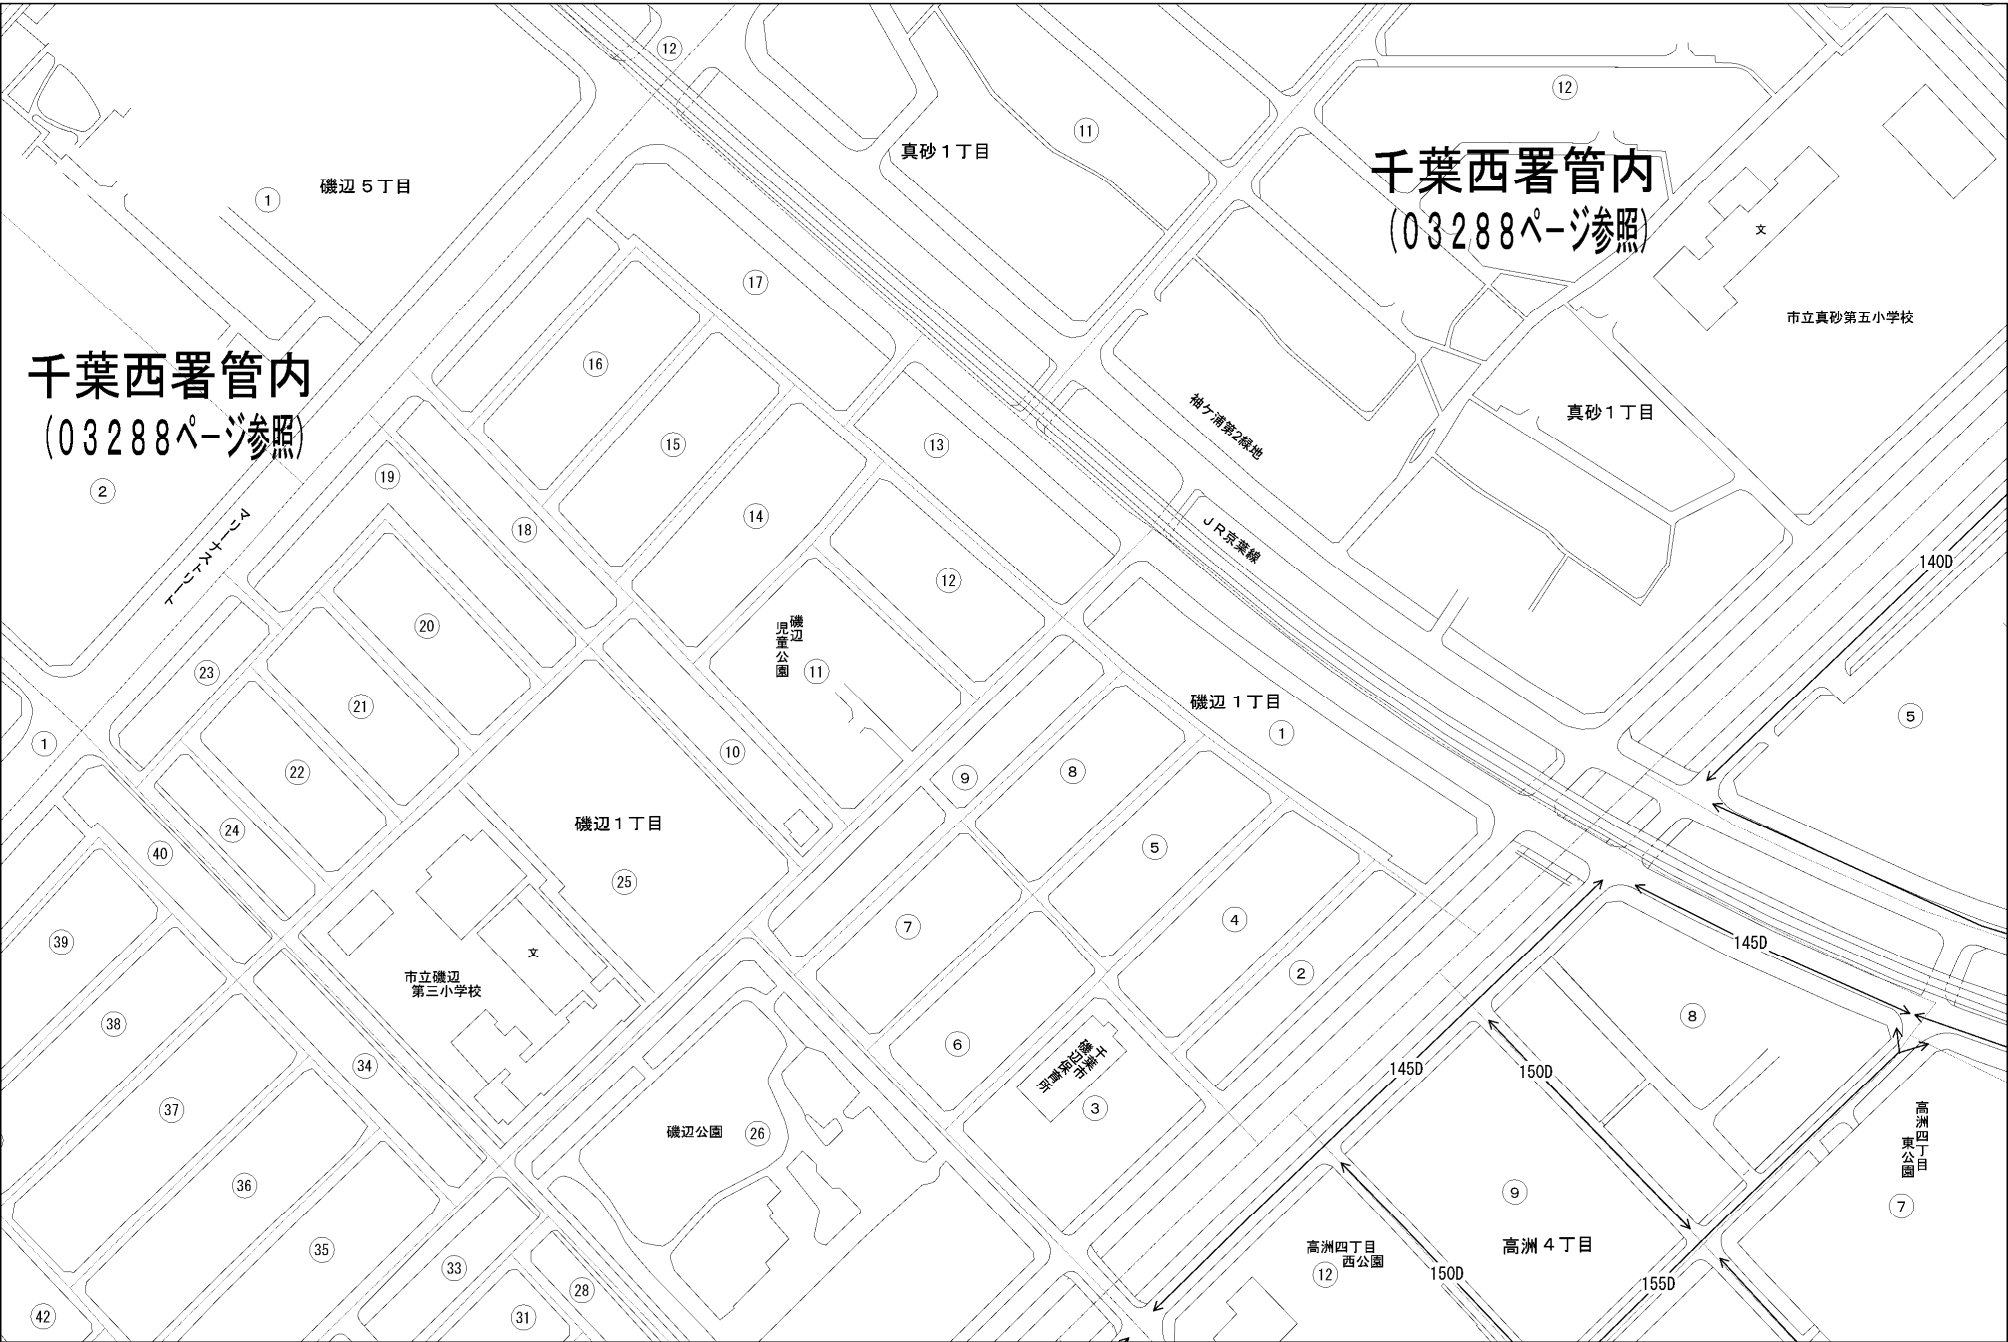 12
12
11
真砂１丁目
千葉西署管内
(０３２８８ページ参照)
文
市立真砂第五小学校
磯辺５丁目
1
17
16
千葉西署管内
(０３２８８ページ参照)
2
マリーナストリート
19
18
15
13
14
袖ケ浦第2緑地
真砂１丁目
ＪＲ京葉線
140D
5
12
20
磯辺
児童公園
11
23
21
22
1
10
磯辺１丁目
1
9
8
磯辺１丁目
25
24
40
5
39
7
4
2
145D
文
市立磯辺
第三小学校
38
34
6
千葉市
磯辺保育所
3
145D
150D
8
37
磯辺公園
26
高洲四丁目
東公園
7
36
9
35
33
28
31
42
高洲四丁目
西公園
12
高洲４丁目
150D
155D